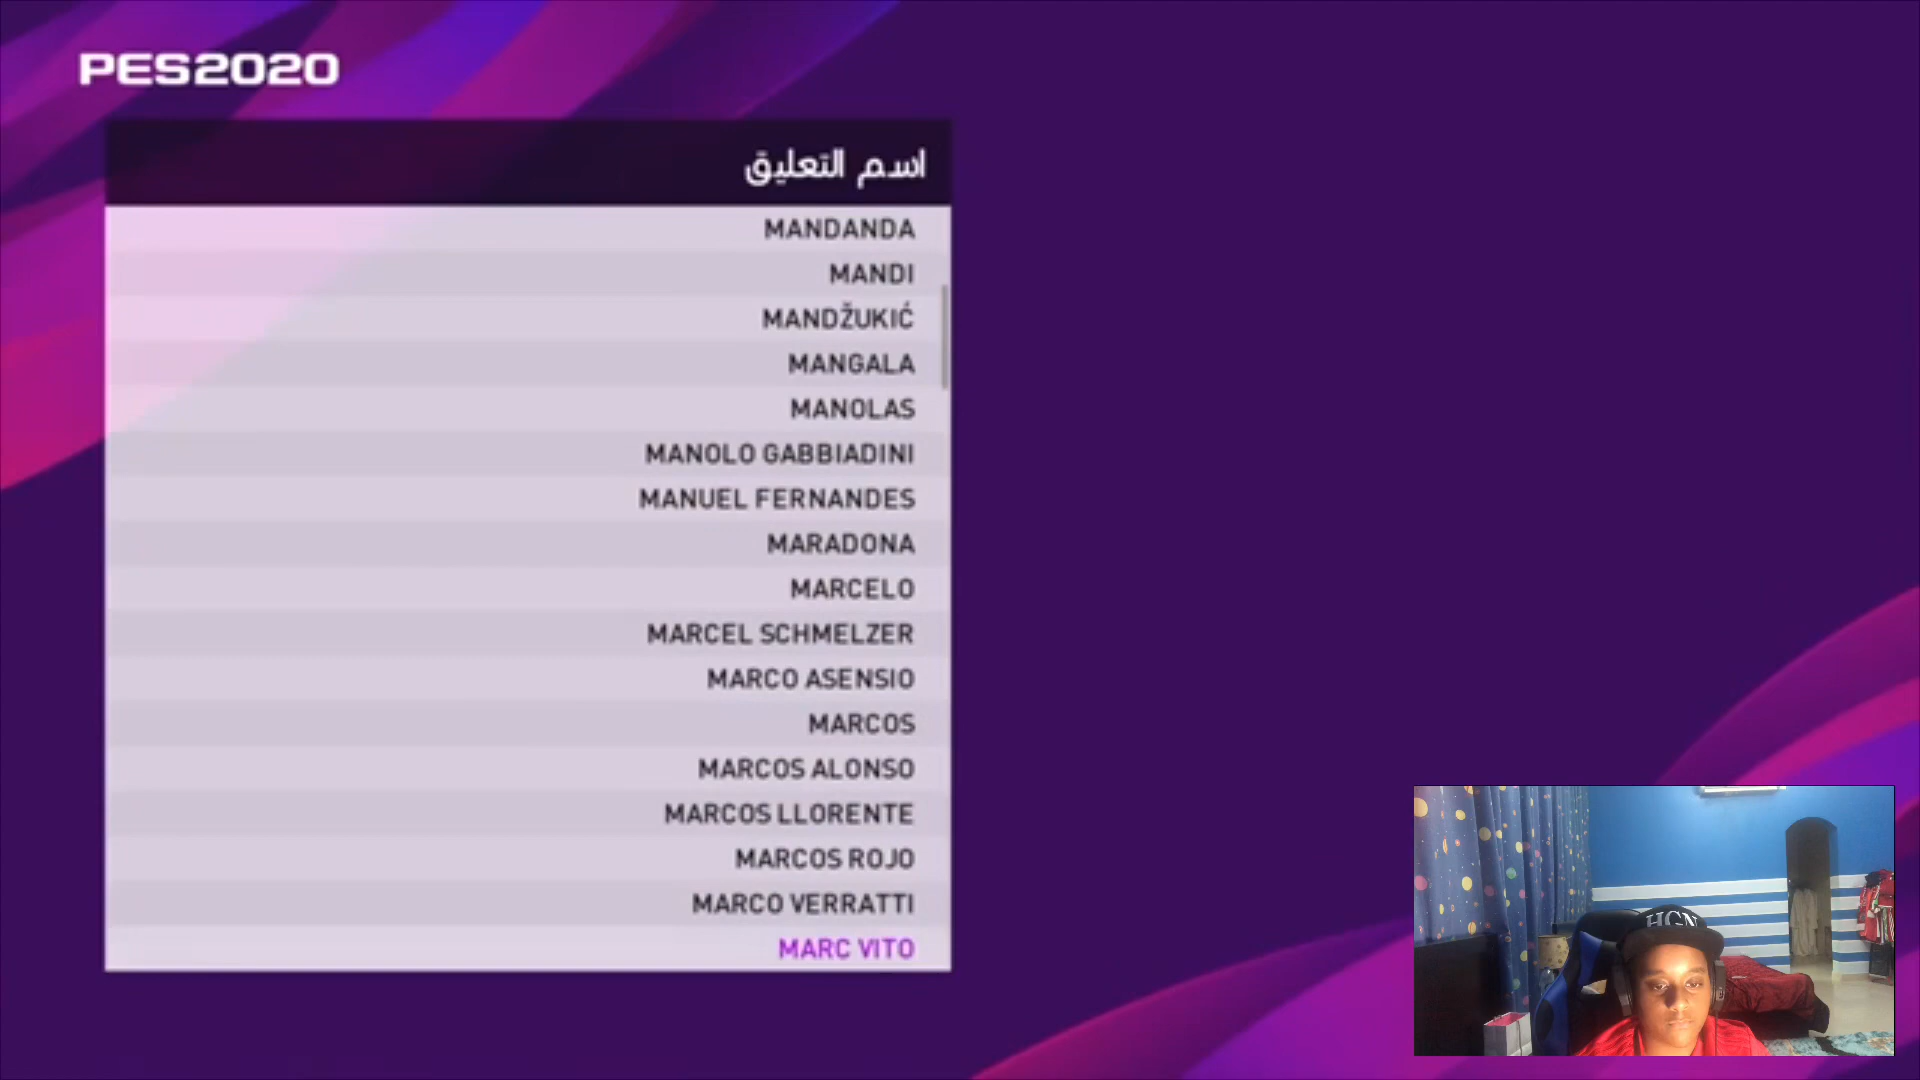 PES2020
اسم التعليق
MANDANDA
MANDI
MANDŽUKIĆ
MANGALA
MANOLAS
MANOLO GABBIADINI
MANUEL FERNANDES
MARADONA
MARCELO
MARCEL SCHMELZER
MARCO ASENSIO
MARCOS
MARCOS ALONSO
MARCOS LLORENTE
MARCOS ROJO
MARCO VERRATTI
MARC VITO
HGN